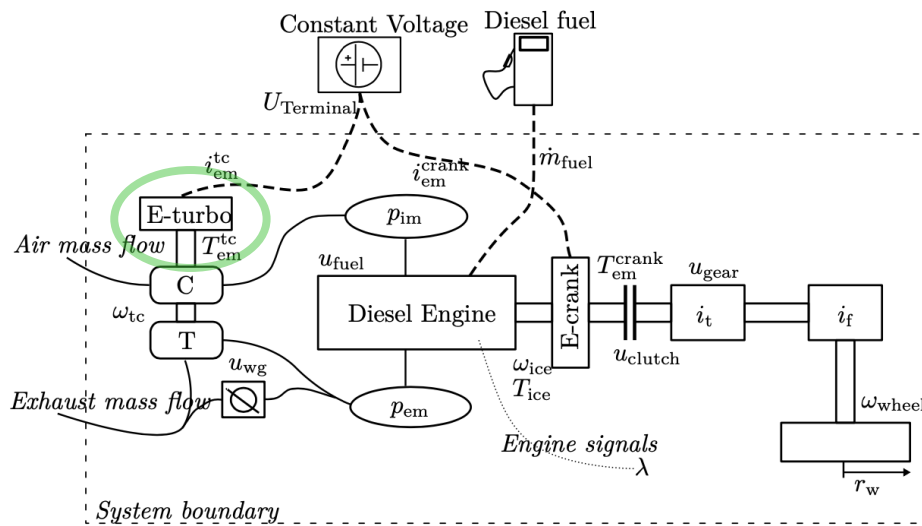 Constant Voltage
Diesel fuel
+
U_Terminal
i_em^tc
i_em^crank
ṁ_fuel
E-turbo
T_em^tc
p_im
Air mass flow
C
u_fuel
T_em^crank
u_gear
ω_tc
Diesel Engine
E-crank
i_t
i_f
T
u_wg
u_clutch
ω_ice
T_ice
Exhaust mass flow
p_em
ω_wheel
Engine signals
λ
r_w
System boundary